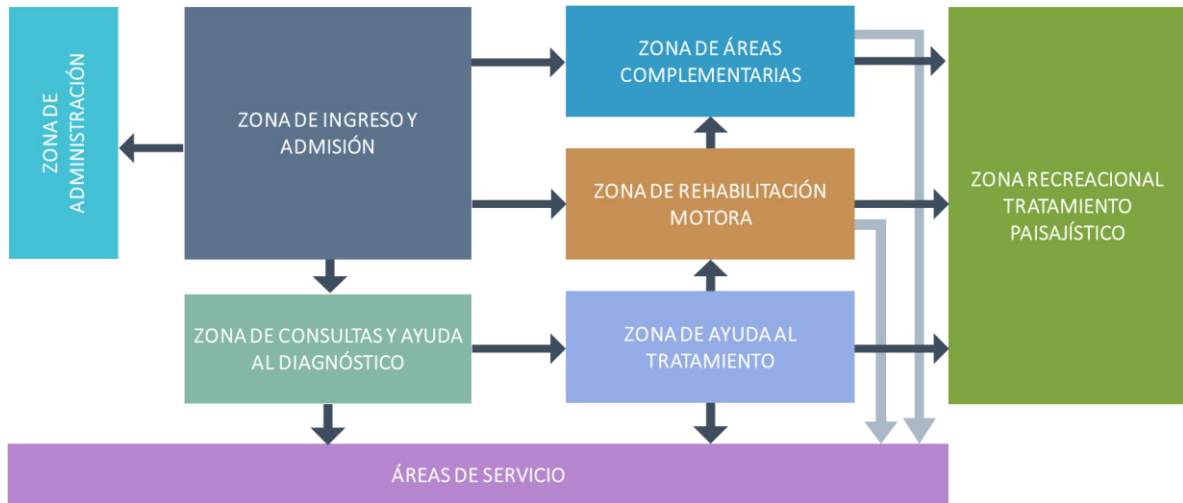 ZONA DE
ADMINISTRACIÓN
ZONA DE INGRESO Y
ADMISIÓN
ZONA DE ÁREAS
COMPLEMENTARIAS
ZONA DE REHABILITACIÓN
MOTORA
ZONA RECREACIONAL
TRATAMIENTO
PAISAJÍSTICO
ZONA DE CONSULTAS Y AYUDA
AL DIAGNÓSTICO
ZONA DE AYUDA AL
TRATAMIENTO
ÁREAS DE SERVICIO